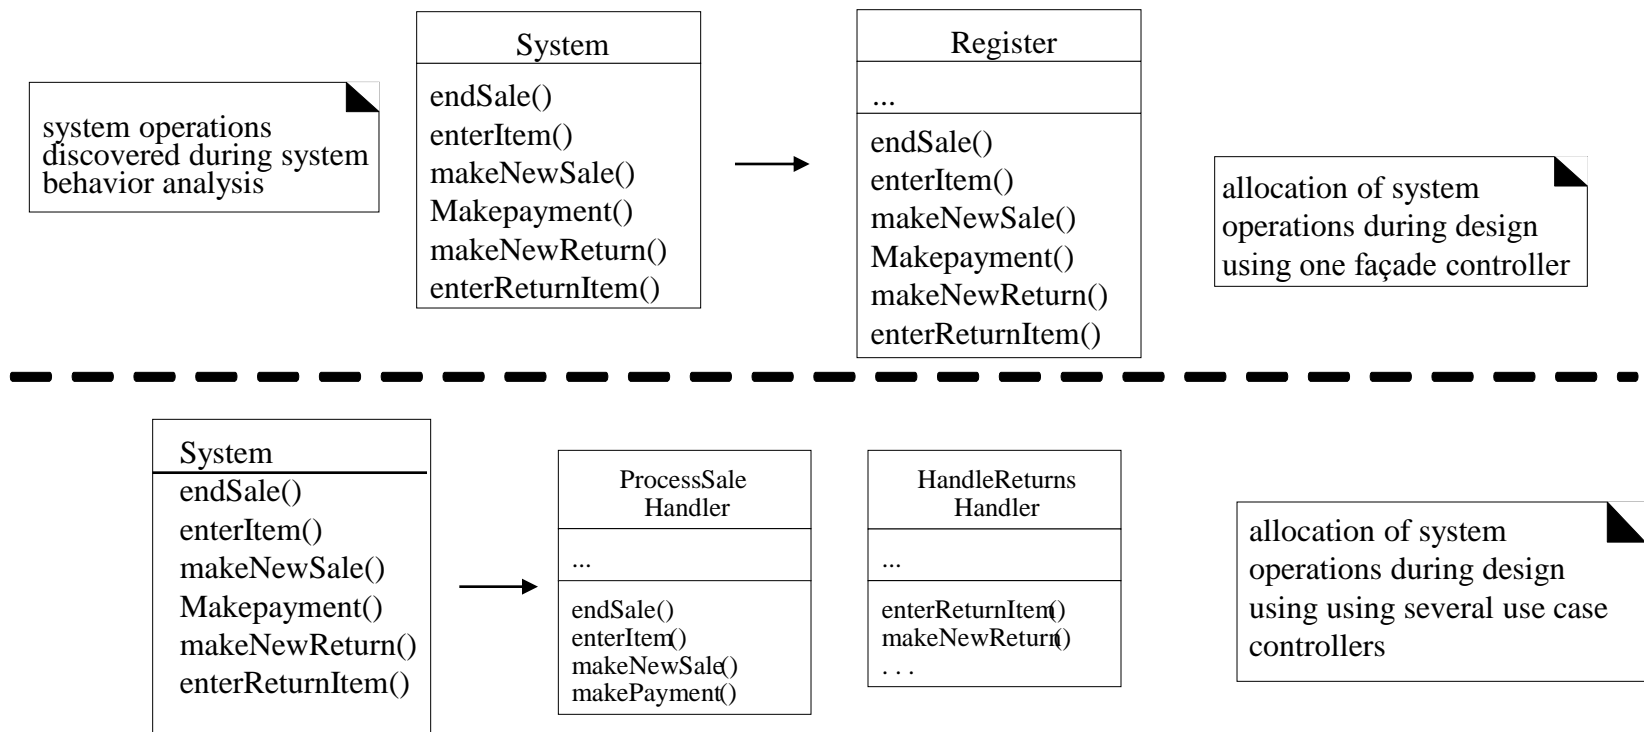 system operations
discovered during system
behavior analysis
System
endSale()
enterItem()
makeNewSale()
Makepayment()
makeNewReturn()
enterReturnItem()
Register
...
endSale()
enterItem()
makeNewSale()
Makepayment()
makeNewReturn()
enterReturnItem()
allocation of system
operations during design
using one façade controller
System
endSale()
enterItem()
makeNewSale()
Makepayment()
makeNewReturn()
enterReturnItem()
ProcessSale
Handler
...
endSale()
enterItem()
makeNewSale()
makePayment()
HandleReturns
Handler
...
enterReturnItem()
makeNewReturn()
. . .
allocation of system
operations during design
using using several use case
controllers